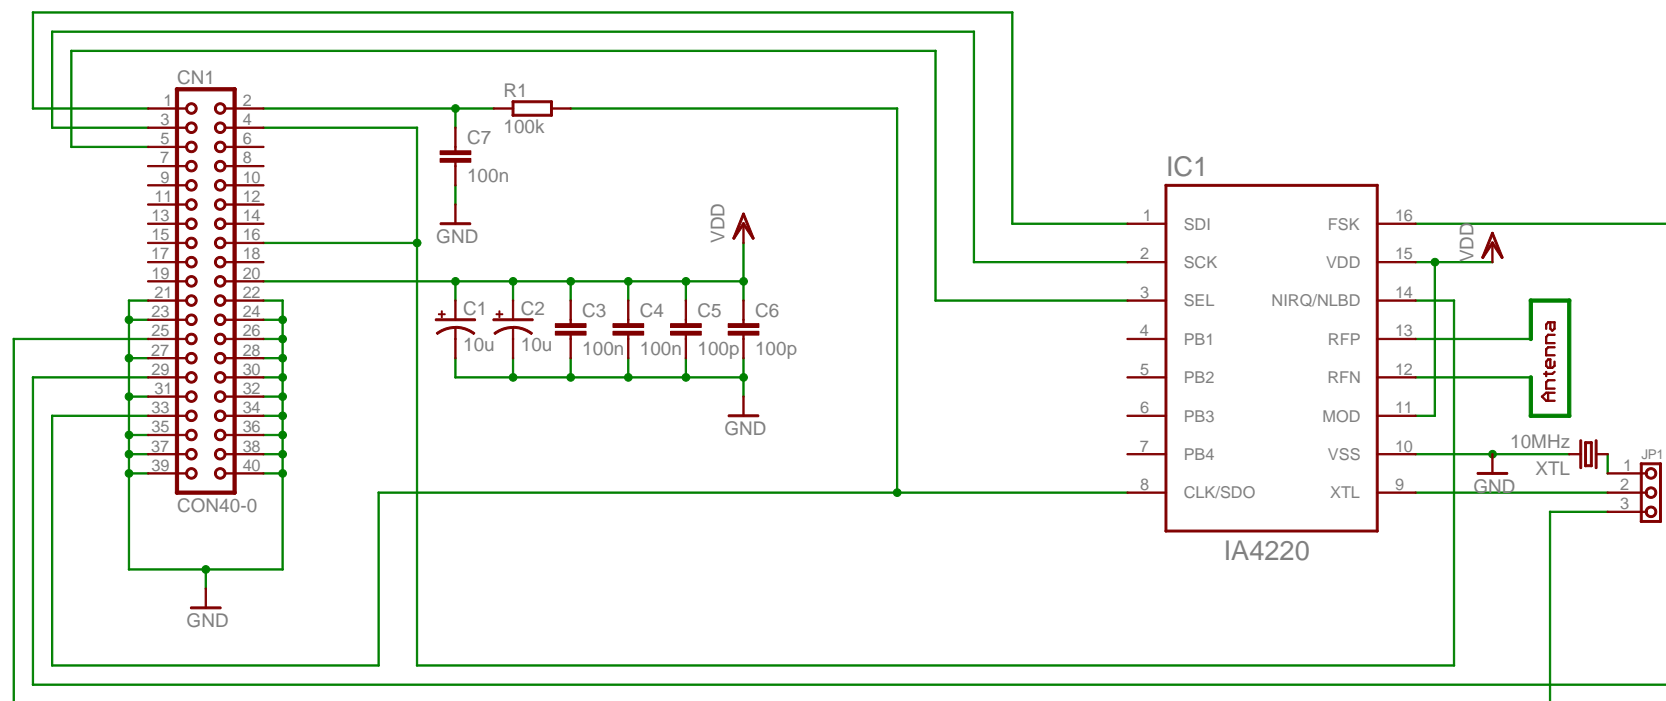 CN1
1 2
3 4
5 6
7 8
9 10
11 12
13 14
15 16
17 18
19 20
21 22
23 24
25 26
27 28
29 30
31 32
33 34
35 36
37 38
39 40
CON40-0
GND
R1
100k
C7
100n
GND
VDD
+ C1
10u
+ C2
10u
C3
100n
C4
100n
C5
100p
C6
100p
GND
IC1
1 SDI FSK 16
2 SCK VDD 15
3 SEL NIRQ/NLBD 14
4 PB1 RFP 13
5 PB2 RFN 12
6 PB3 MOD 11
7 PB4 VSS 10
8 CLK/SDO XTL 9
IA4220
VDD
Antenna
10MHz
XTL
GND
JP1
1
2
3